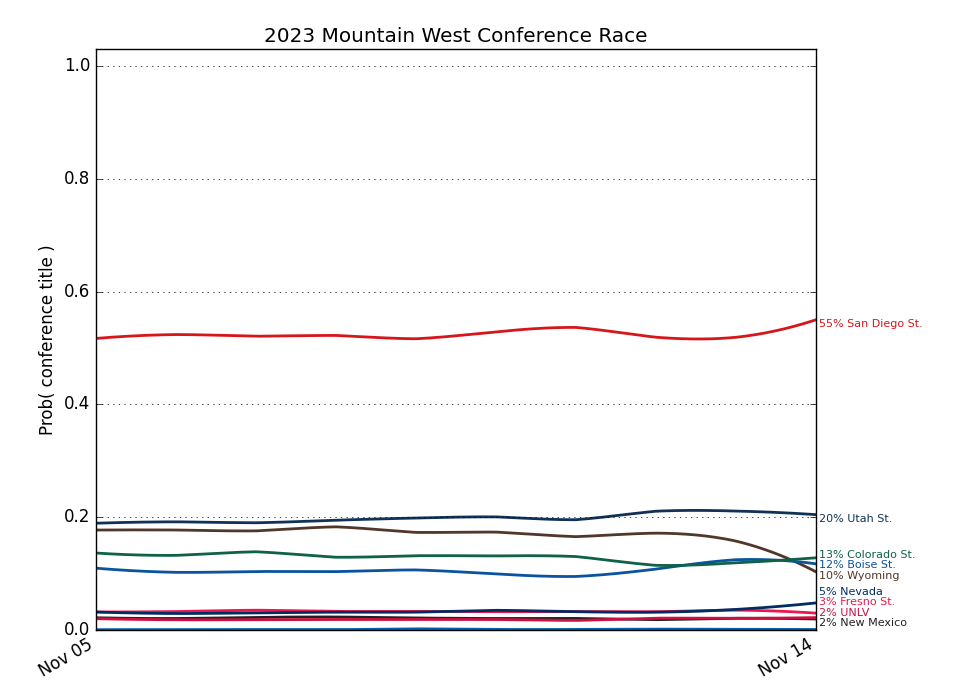 2023 Mountain West Conference Race
Prob( conference title )
1.0
0.8
0.6
0.4
0.2
0.0
Nov 05
Nov 14
55% San Diego St.
20% Utah St.
13% Colorado St.
12% Boise St.
10% Wyoming
5% Nevada
3% Fresno St.
2% UNLV
2% New Mexico